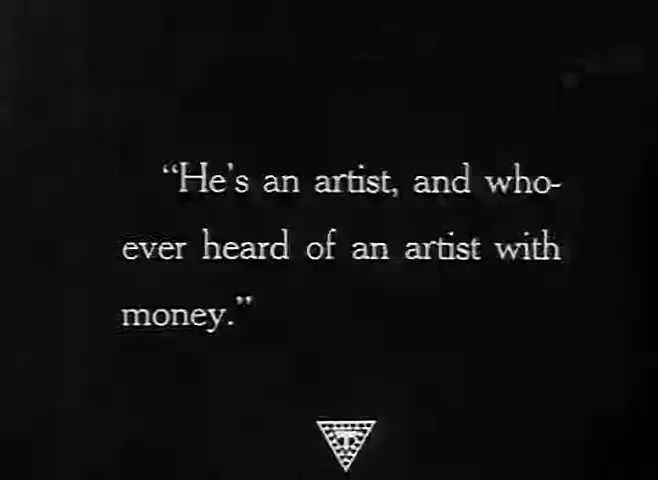 “He's an artist, and who-
ever heard of an artist with
money.”
T